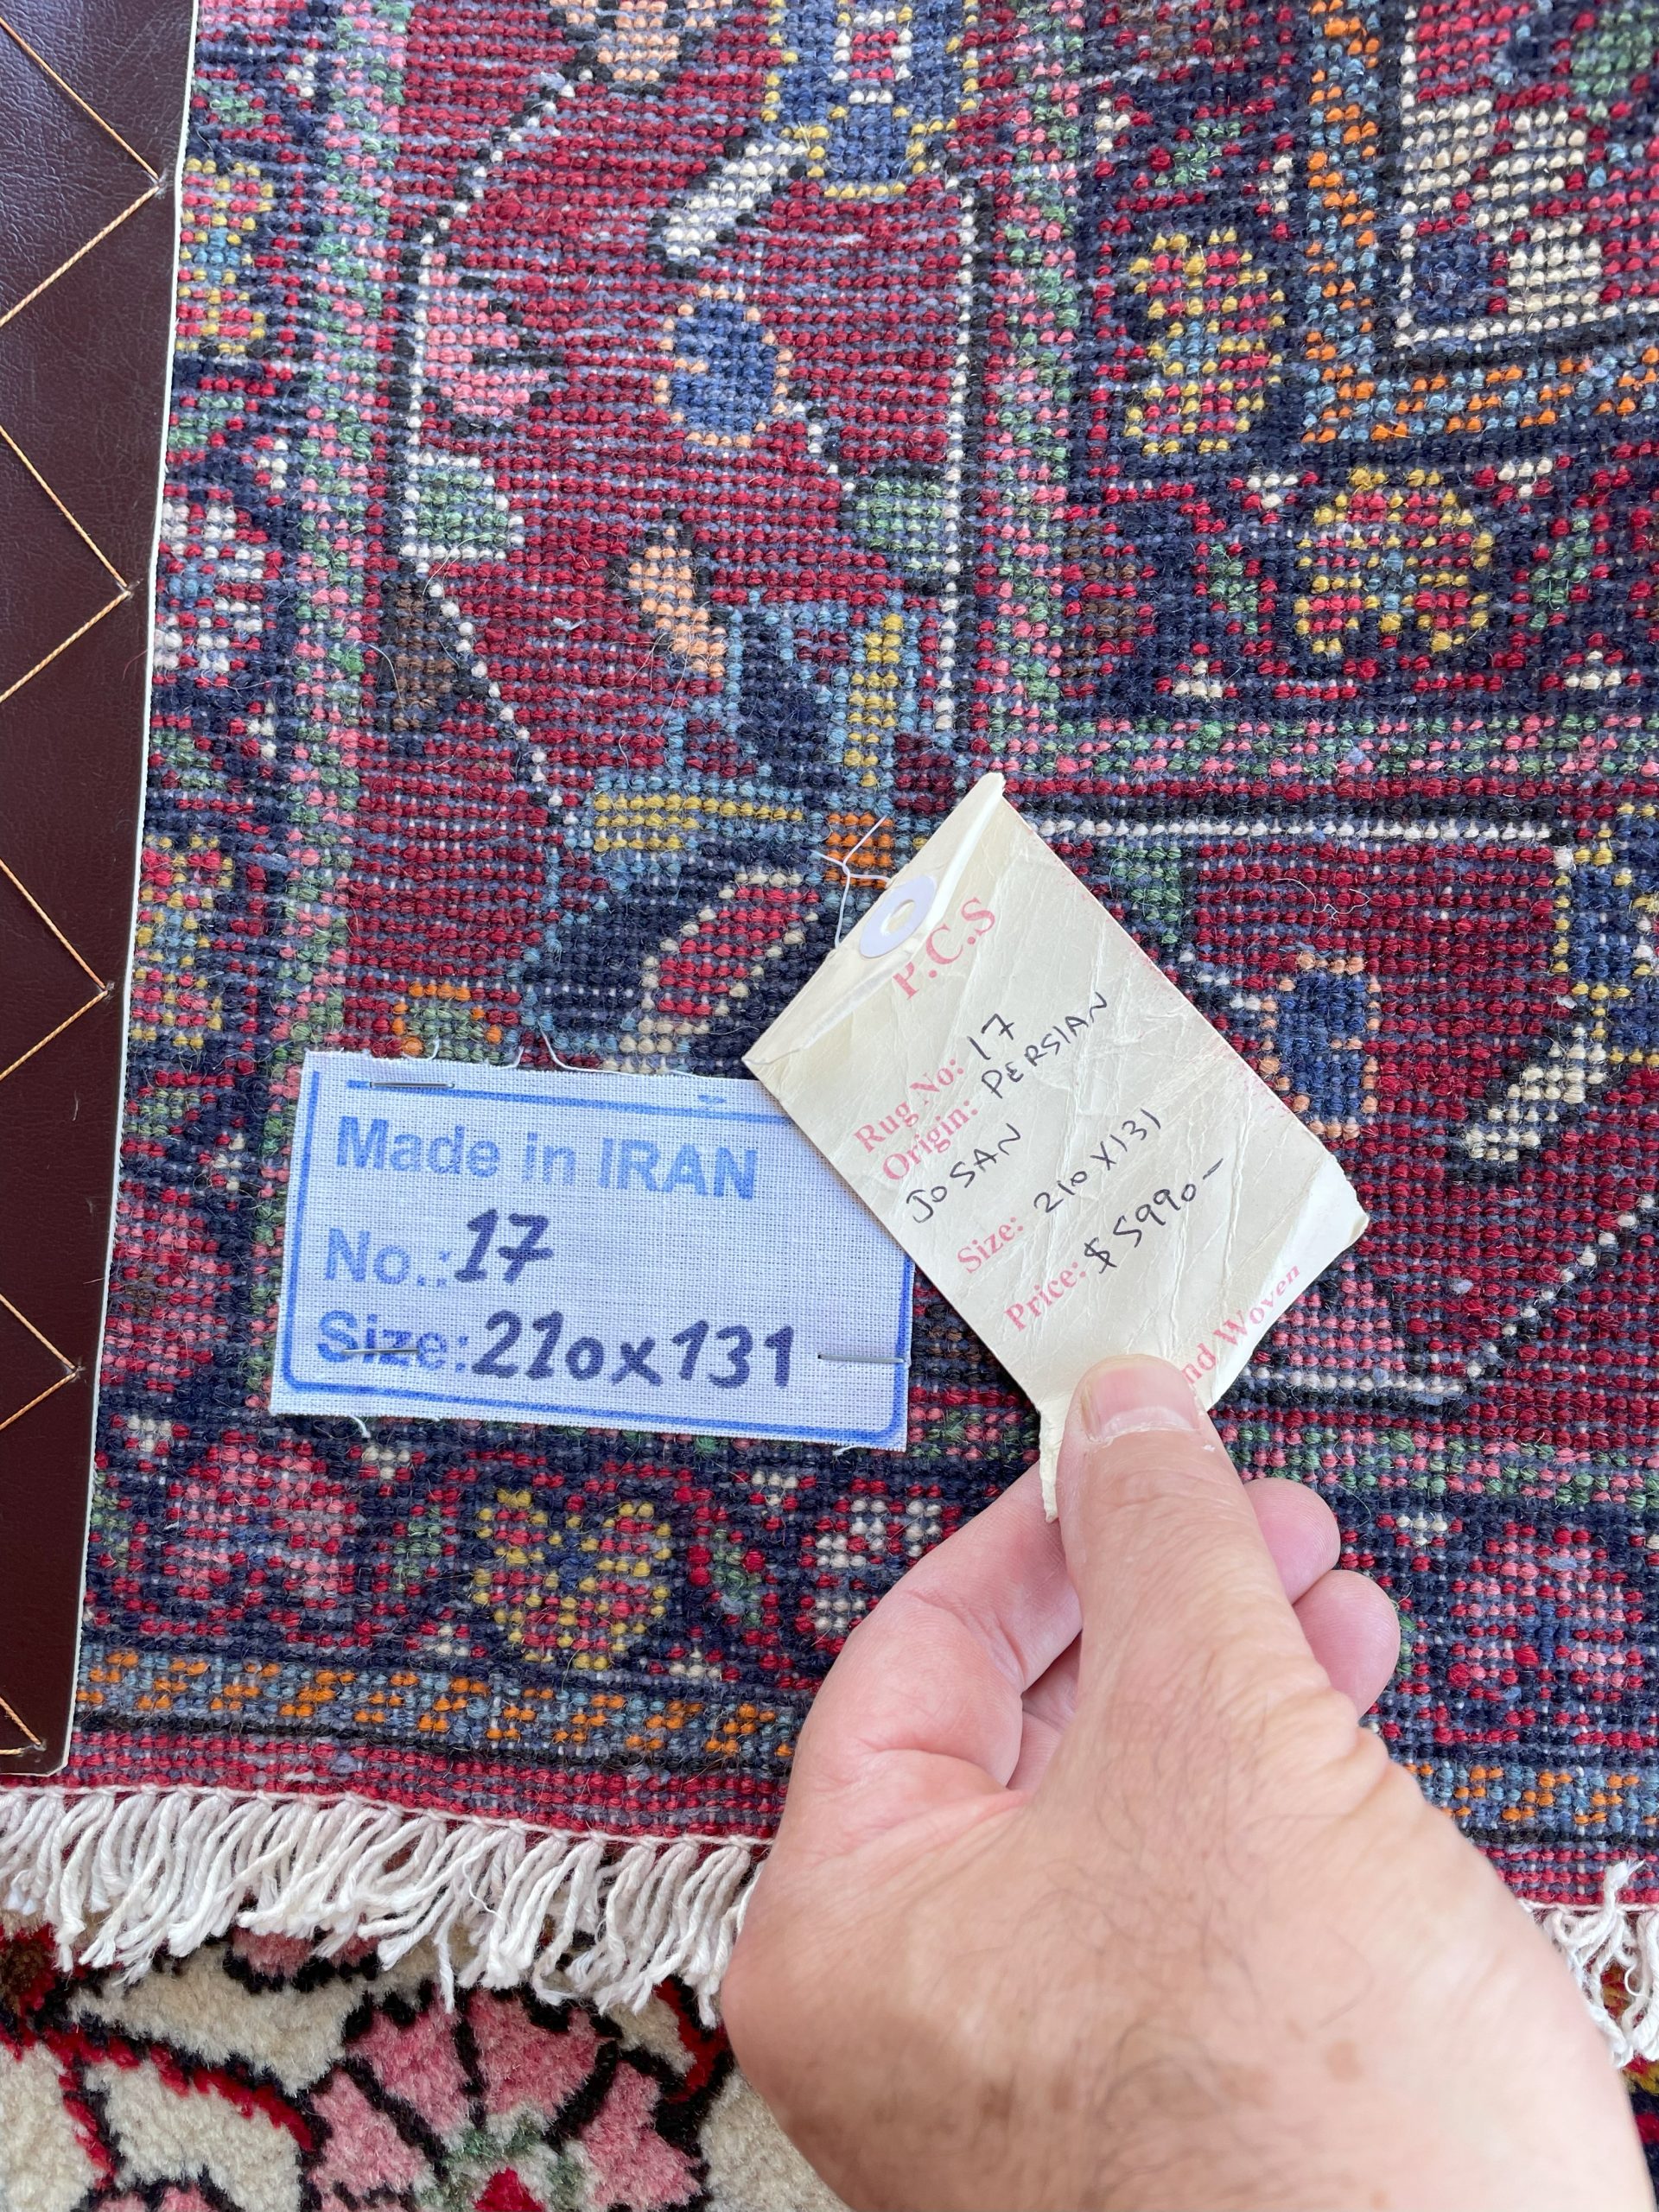 Made in IRAN
No.: 17
Size: 210x131
P.C.S
Rug No: 17
Origin: PERSIAN
JOSAN
Size: 210 X 131
Price: $ 5990-
Woven